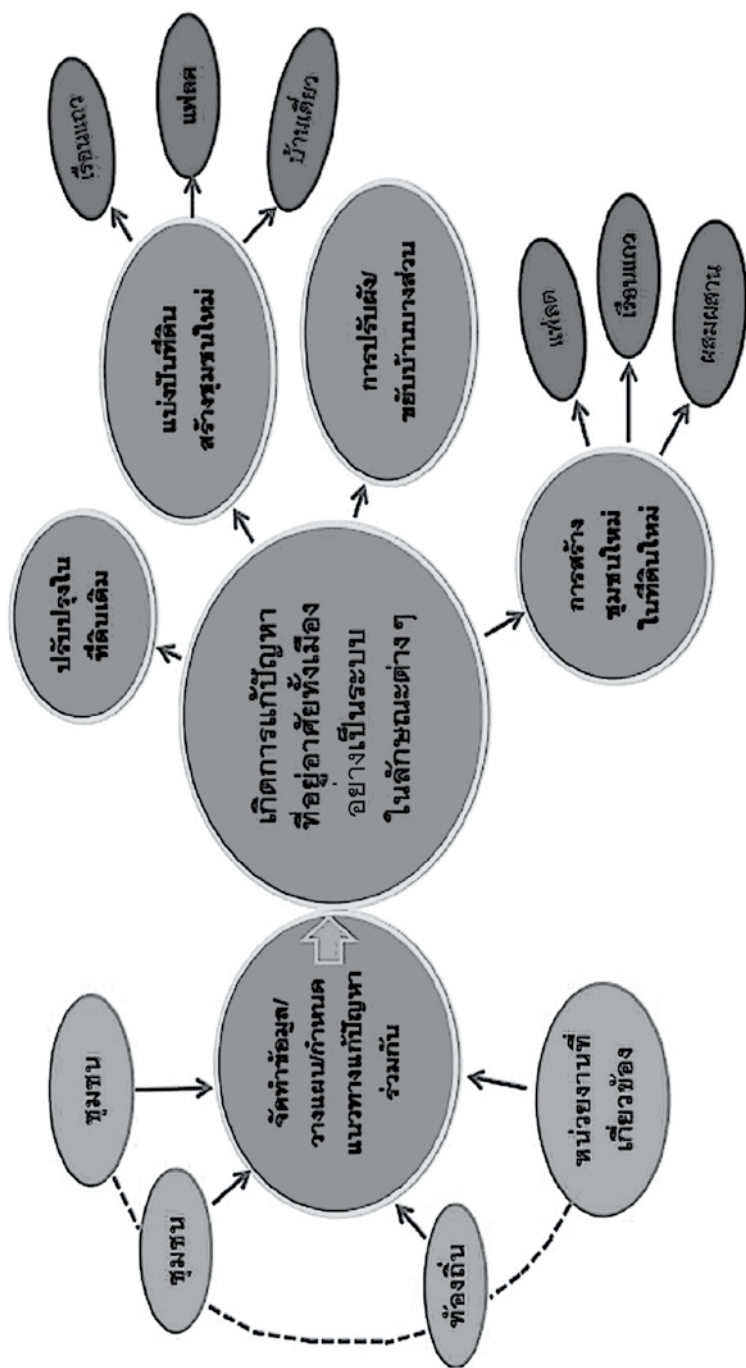 ชุมชน
ชุมชน
ท้องถิ่น
หน่วยงานที่
เกี่ยวข้อง
จัดทำข้อมูล/
วางแผน/กำหนด
แนวทางแก้ปัญหา
ร่วมกัน
เกิดการแก้ปัญหา
ที่อยู่อาศัยทั้งเมือง
อย่างเป็นระบบ
ในลักษณะต่าง ๆ
ปรับปรุงใน
ที่ดินเดิม
แบ่งปันที่ดิน
สร้างชุมชนใหม่
เรือนแถว
แฟลต
บ้านเดี่ยว
การปรับผัง/
ขยับบ้านบางส่วน
การสร้าง
ชุมชนใหม่
ในที่ดินใหม่
แฟลต
เรือนแถว
ผสมผสาน